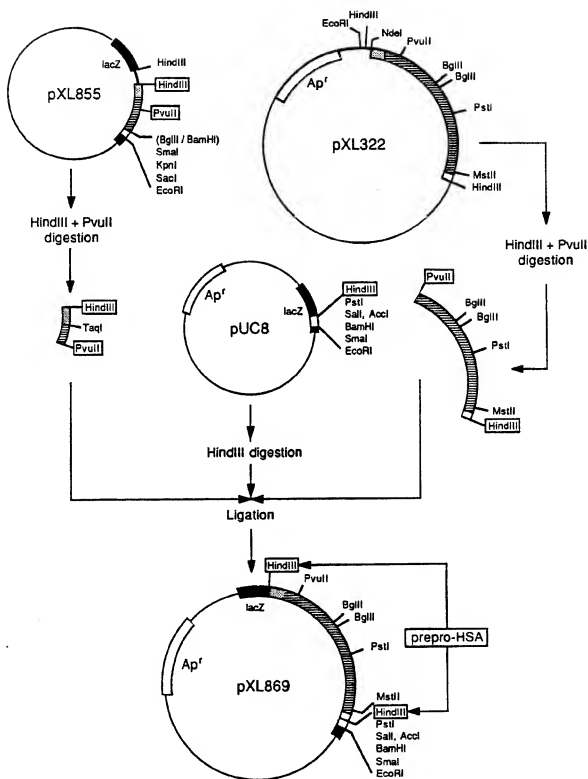 lacZ
HindIII
HindIII
PvuII
(BglII / BamHI)
SmaI
KpnI
SacI
EcoRI
pXL855
HindIII
EcoRI
NdeI
PvuII
BglII
BglII
PstI
MstII
HindIII
Apr
pXL322
HindIII + PvuII
digestion
HindIII + PvuII
digestion
HindIII
TaqI
PvuII
Apr
lacZ
pUC8
HindIII
PstI
SalI, AccI
BamHI
SmaI
EcoRI
PvuII
BglII
BglII
PstI
MstII
HindIII
HindIII digestion
Ligation
HindIII
lacZ
PvuII
BglII
BglII
PstI
prepro-HSA
Apr
pXL869
MstII
HindIII
PstI
SalI, AccI
BamHI
SmaI
EcoRI